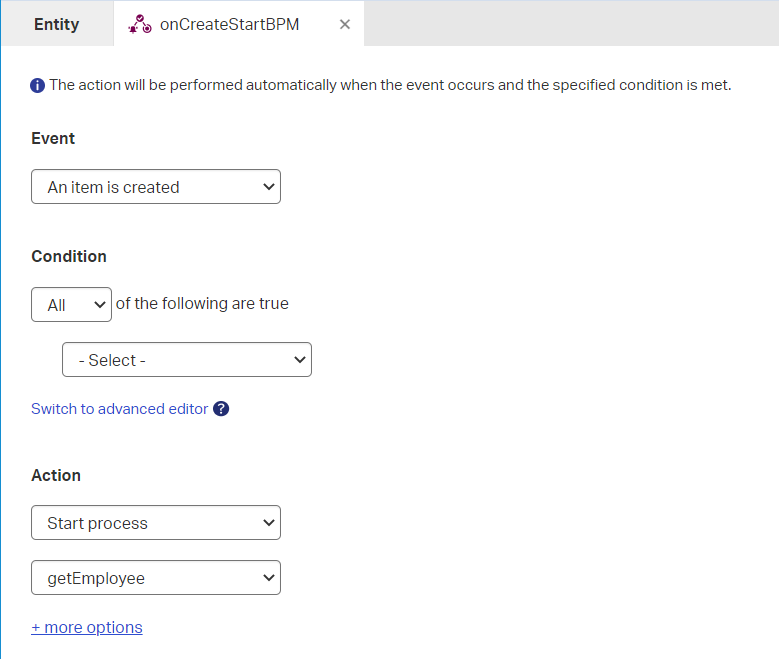 Entity
onCreateStartBPM ×
i The action will be performed automatically when the event occurs and the specified condition is met.
Event
An item is created
Condition
All of the following are true
- Select -
Switch to advanced editor ?
Action
Start process
getEmployee
+ more options